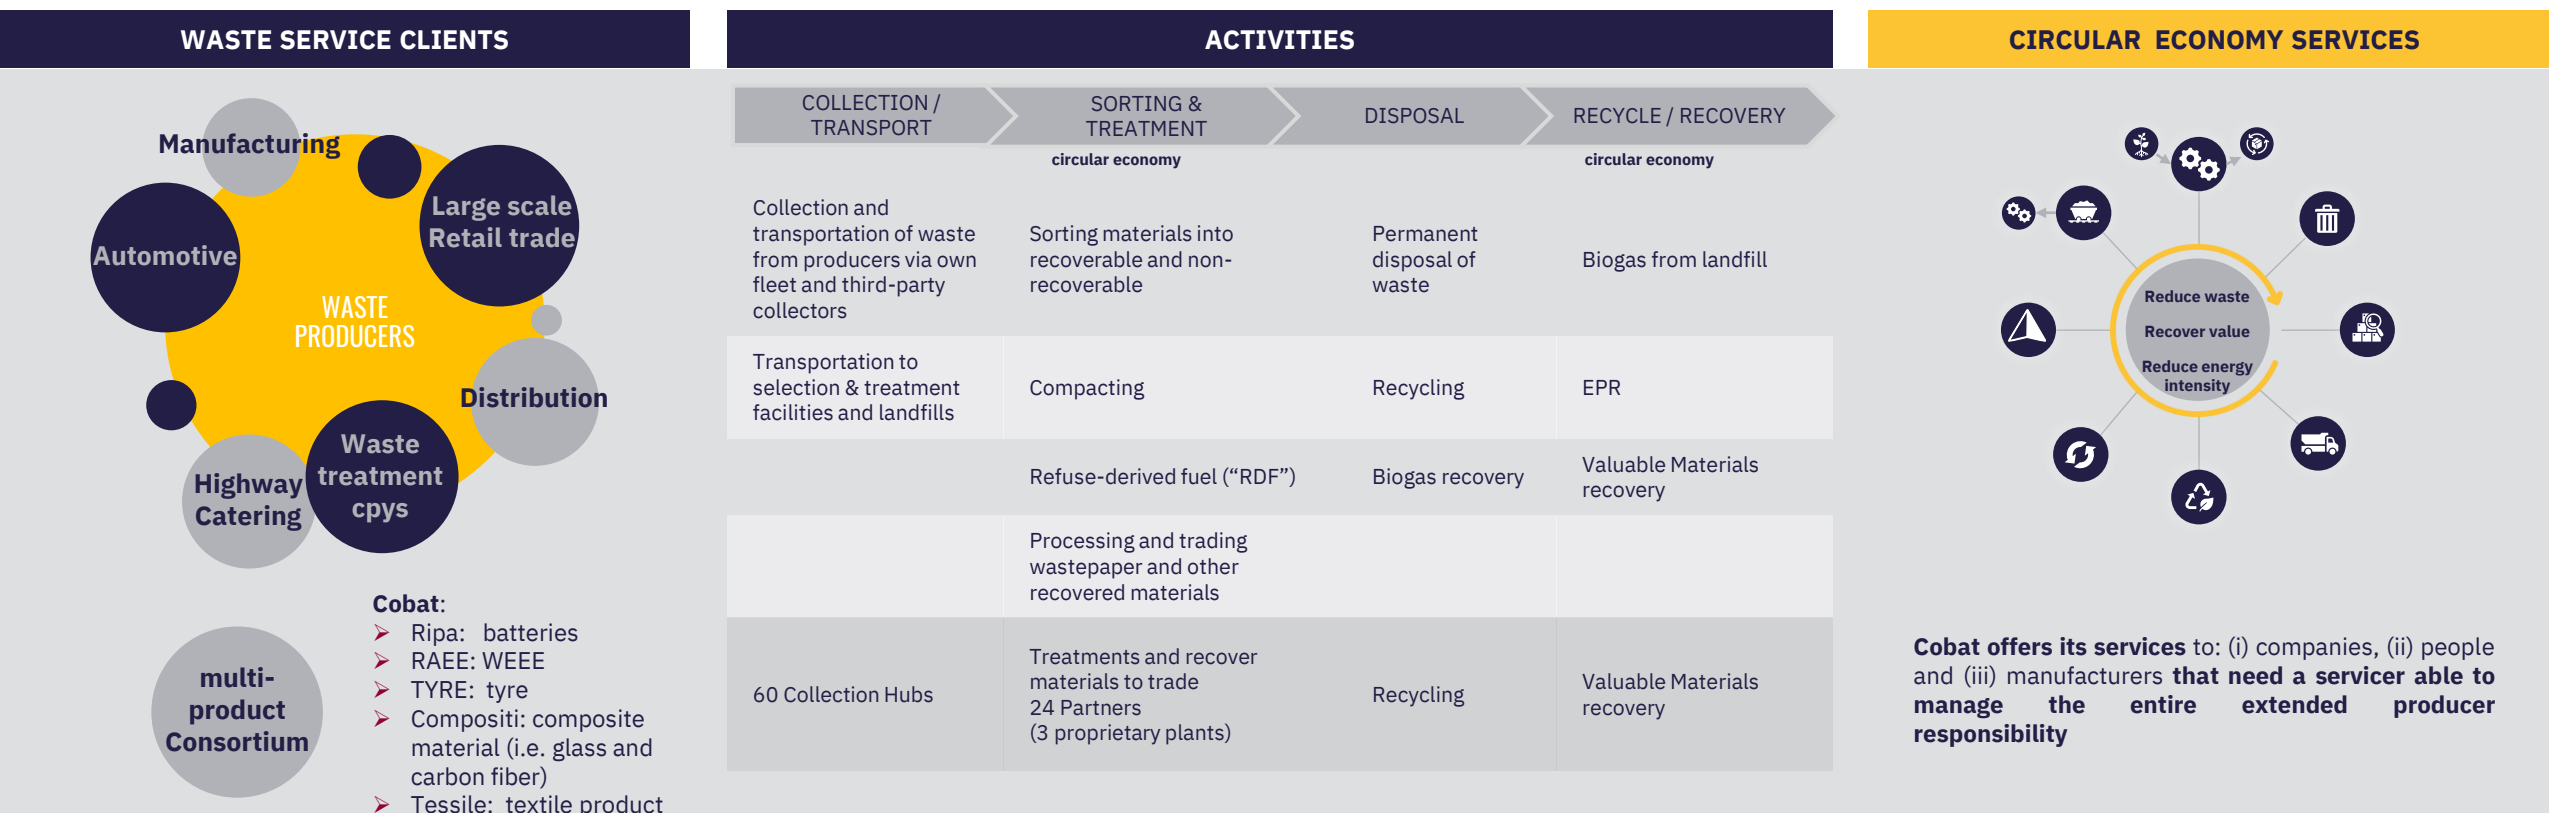 WASTE SERVICE CLIENTS
Manufacturing
Large scale
Retail trade
Automotive
WASTE
PRODUCERS
Distribution
Waste
treatment
cpys
Highway
Catering
multi-
product
Consortium
Cobat:
Ripa: batteries
RAEE: WEEE
TYRE: tyre
Compositi: composite
material (i.e. glass and
carbon fiber)
Tessile: textile product
ACTIVITIES
COLLECTION /
TRANSPORT
SORTING &
TREATMENT
DISPOSAL
RECYCLE / RECOVERY
circular economy
circular economy
Collection and
transportation of waste
from producers via own
fleet and third-party
collectors
Sorting materials into
recoverable and non-
recoverable
Permanent
disposal of
waste
Biogas from landfill
Transportation to
selection & treatment
facilities and landfills
Compacting
Recycling
EPR
Refuse-derived fuel (“RDF”)
Biogas recovery
Valuable Materials
recovery
Processing and trading
wastepaper and other
recovered materials
60 Collection Hubs
Treatments and recover
materials to trade
24 Partners
(3 proprietary plants)
Recycling
Valuable Materials
recovery
CIRCULAR ECONOMY SERVICES
Reduce waste
Recover value
Reduce energy
intensity
Cobat offers its services to: (i) companies, (ii) people
and (iii) manufacturers that need a servicer able to
manage the entire extended producer
responsibility